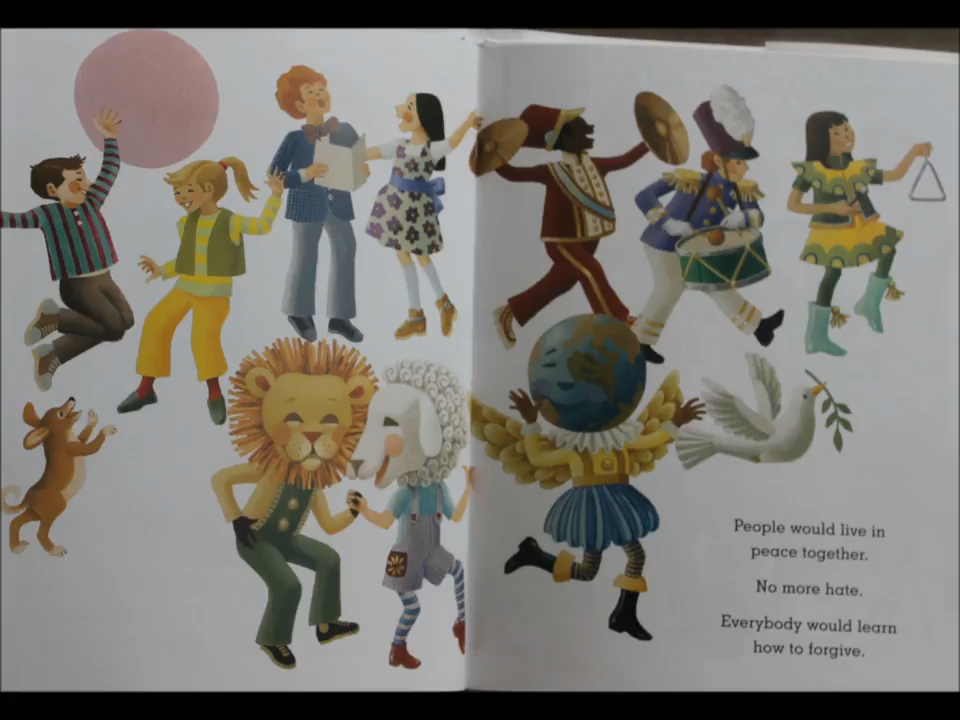 People would live in
peace together.
No more hate.
Everybody would learn
how to forgive.